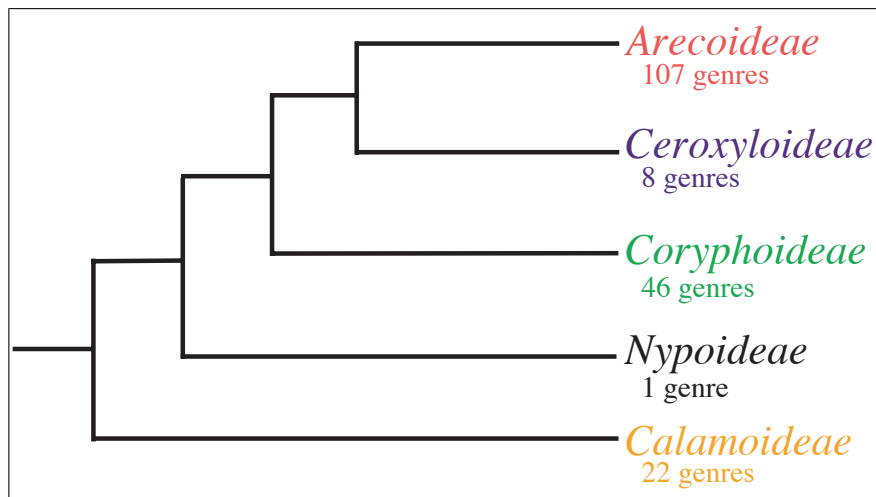 Arecoideae
107 genres
Ceroxyloideae
8 genres
Coryphoideae
46 genres
Nypoideae
1 genre
Calamoideae
22 genres